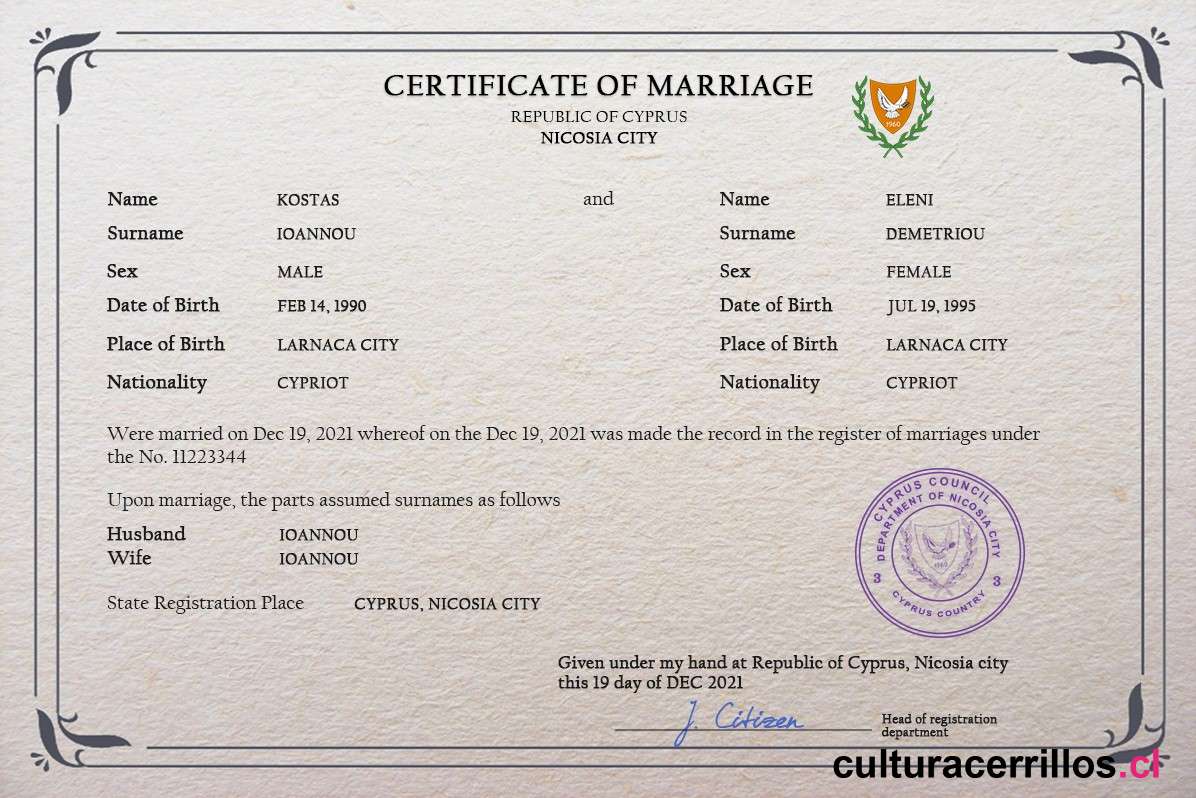 CERTIFICATE OF MARRIAGE
REPUBLIC OF CYPRUS
NICOSIA CITY
1960
Name KOSTAS and Name ELENI
Surname IOANNOU Surname DEMETRIOU
Sex MALE Sex FEMALE
Date of Birth FEB 14, 1990 Date of Birth JUL 19, 1995
Place of Birth LARNACA CITY Place of Birth LARNACA CITY
Nationality CYPRIOT Nationality CYPRIOT
Were married on Dec 19, 2021 whereof on the Dec 19, 2021 was made the record in the register of marriages under
the No. 11223344
Upon marriage, the parts assumed surnames as follows
Husband IOANNOU
Wife IOANNOU
State Registration Place CYPRUS, NICOSIA CITY
CYPRUS COUNCIL
DEPARTMENT OF NICOSIA CITY
1960
3 3
CYPRUS COUNTRY
Given under my hand at Republic of Cyprus, Nicosia city
this 19 day of DEC 2021
J. Citizen
Head of registration
department
culturacerrillos.cl